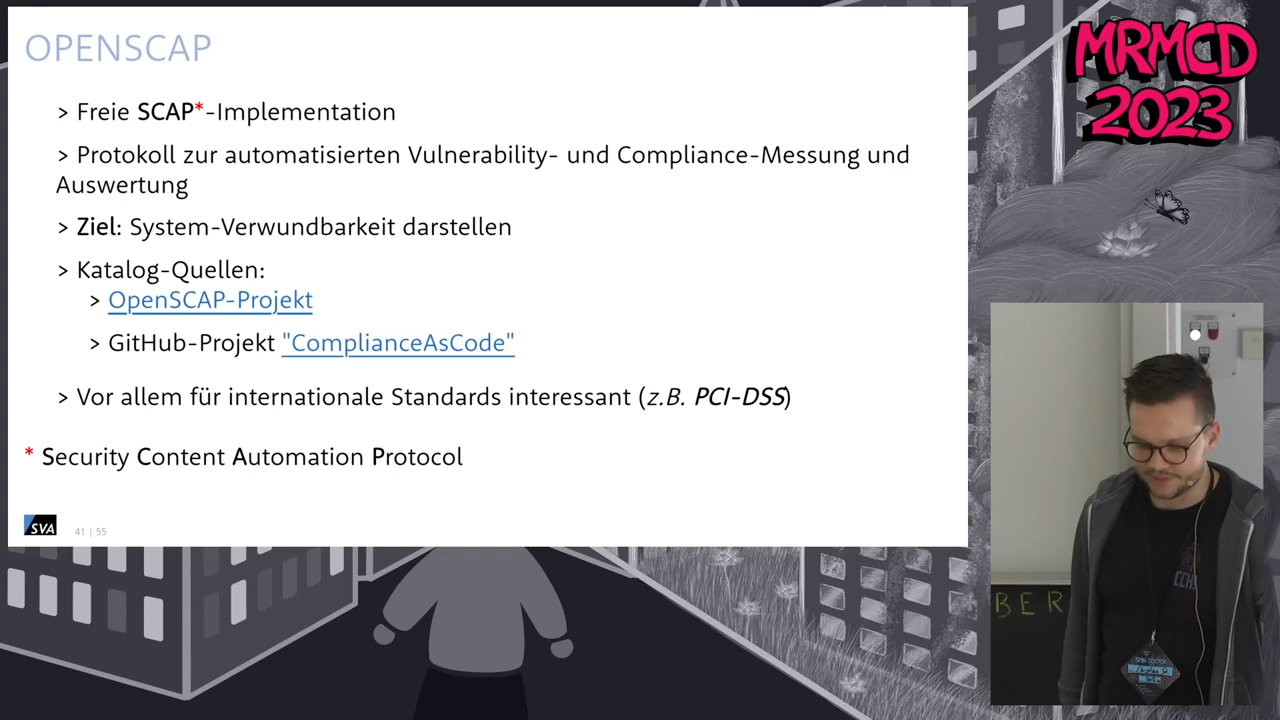 OPENSCAP
> Freie SCAP*-Implementation
> Protokoll zur automatisierten Vulnerability- und Compliance-Messung und
Auswertung
> Ziel: System-Verwundbarkeit darstellen
> Katalog-Quellen:
> OpenSCAP-Projekt
> GitHub-Projekt "ComplianceAsCode"
> Vor allem für internationale Standards interessant (z.B. PCI-DSS)
* Security Content Automation Protocol
SVA
41 | 55
MRMCD
2023
BER